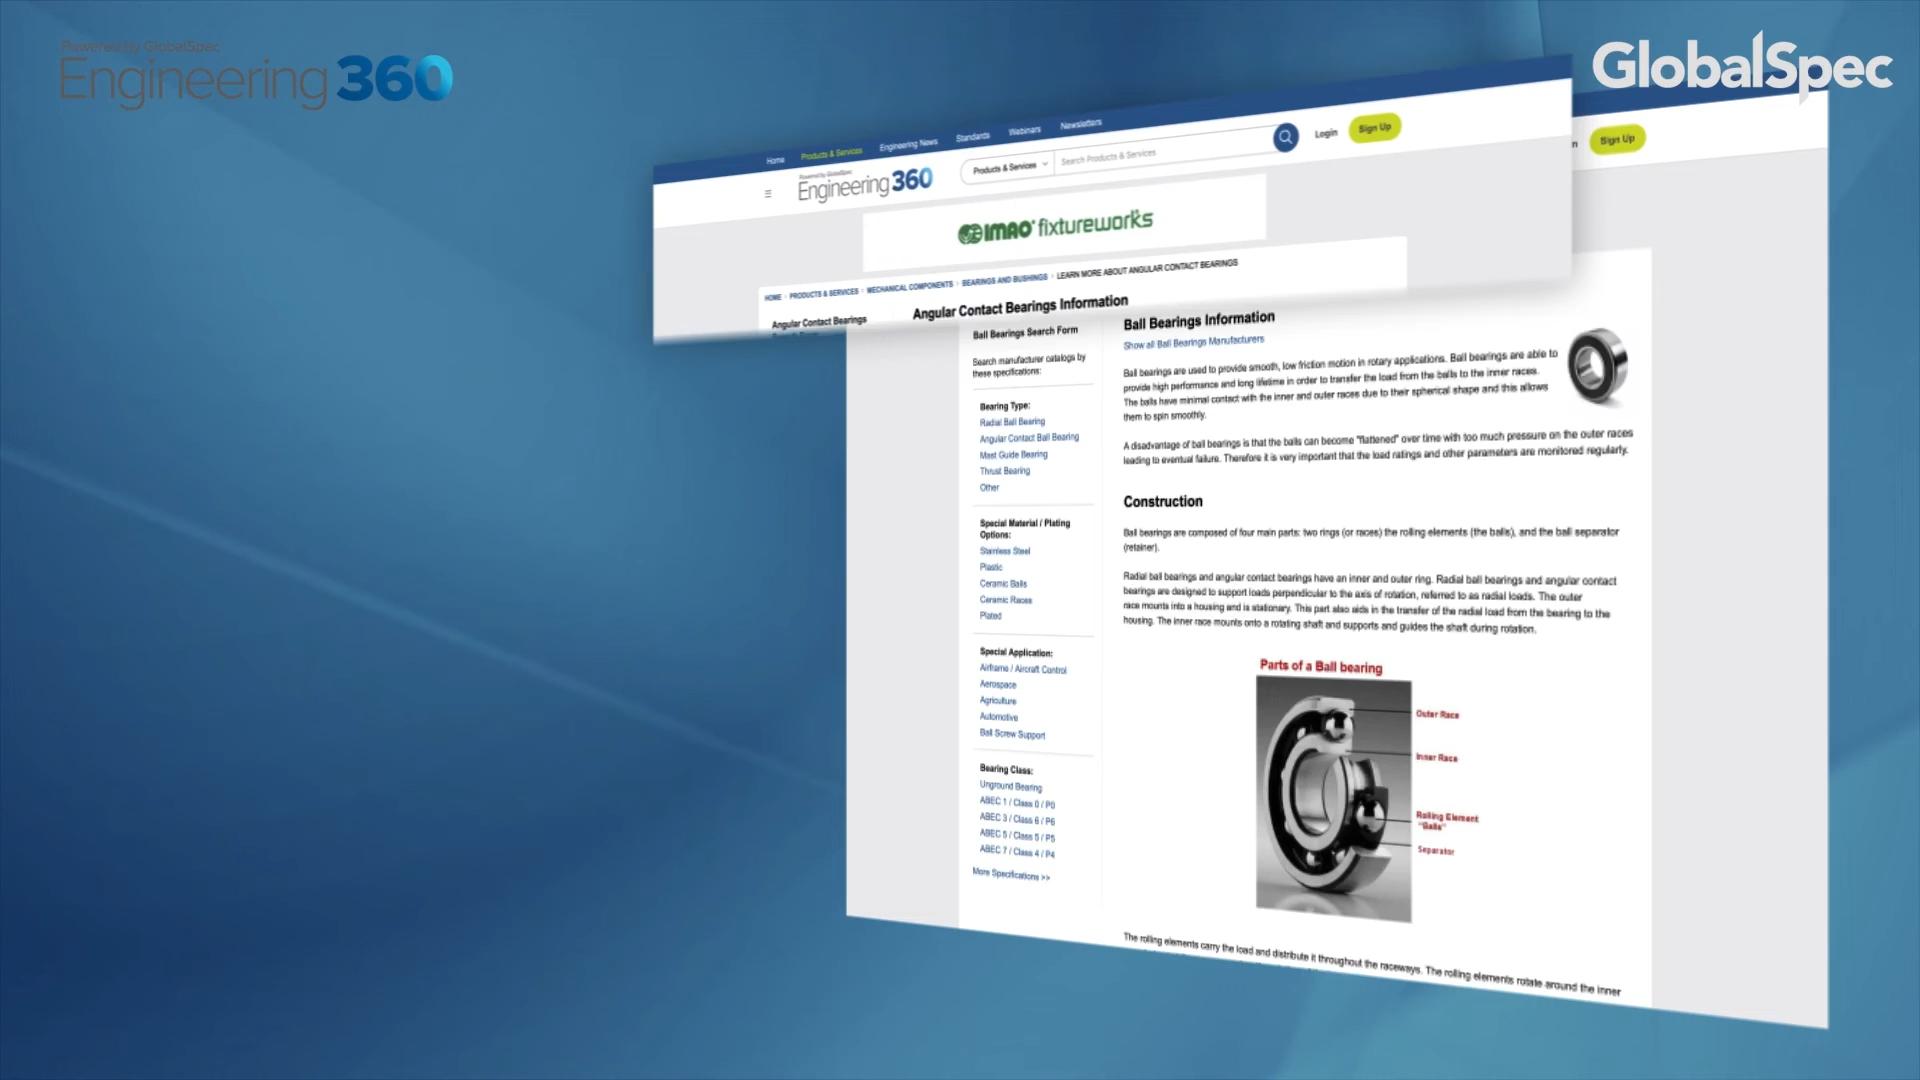 Powered by GlobalSpec
Engineering 360
GlobalSpec
Home
Products & Services
Engineering News
Standards
Webinars
Newsletters
Powered by GlobalSpec
Engineering 360
Products & Services
Search Products & Services
Login
Sign Up
Sign Up
IMAO fixtureworks
HOME › PRODUCTS & SERVICES › MECHANICAL COMPONENTS › BEARINGS AND BUSHINGS › LEARN MORE ABOUT ANGULAR CONTACT BEARINGS
Angular Contact Bearings
Angular Contact Bearings Information
Ball Bearings Search Form
Search manufacturer catalogs by
these specifications:
Bearing Type:
Radial Ball Bearing
Angular Contact Ball Bearing
Mast Guide Bearing
Thrust Bearing
Other
Special Material / Plating
Options:
Stainless Steel
Plastic
Ceramic Balls
Ceramic Races
Plated
Special Application:
Airframe / Aircraft Control
Aerospace
Agriculture
Automotive
Ball Screw Support
Bearing Class:
Unground Bearing
ABEC 1 / Class 0 / P0
ABEC 3 / Class 6 / P6
ABEC 5 / Class 5 / P5
ABEC 7 / Class 4 / P4
More Specifications >>
Ball Bearings Information
Show all Ball Bearings Manufacturers
Ball bearings are used to provide smooth, low friction motion in rotary applications. Ball bearings are able to
provide high performance and long lifetime in order to transfer the load from the balls to the inner races.
The balls have minimal contact with the inner and outer races due to their spherical shape and this allows
them to spin smoothly.
A disadvantage of ball bearings is that the balls can become "flattened" over time with too much pressure on the outer races
leading to eventual failure. Therefore it is very important that the load ratings and other parameters are monitored regularly.
Construction
Ball bearings are composed of four main parts: two rings (or races) the rolling elements (the balls), and the ball separator
(retainer).
Radial ball bearings and angular contact bearings have an inner and outer ring. Radial ball bearings and angular contact
bearings are designed to support loads perpendicular to the axis of rotation, referred to as radial loads. The outer
race mounts into a housing and is stationary. This part also aids in the transfer of the radial load from the bearing to the
housing. The inner race mounts onto a rotating shaft and supports and guides the shaft during rotation.
Parts of a Ball bearing
Outer Race
Inner Race
Rolling Element
"Balls"
Separator
The rolling elements carry the load and distribute it throughout the raceways. The rolling elements rotate around the inner